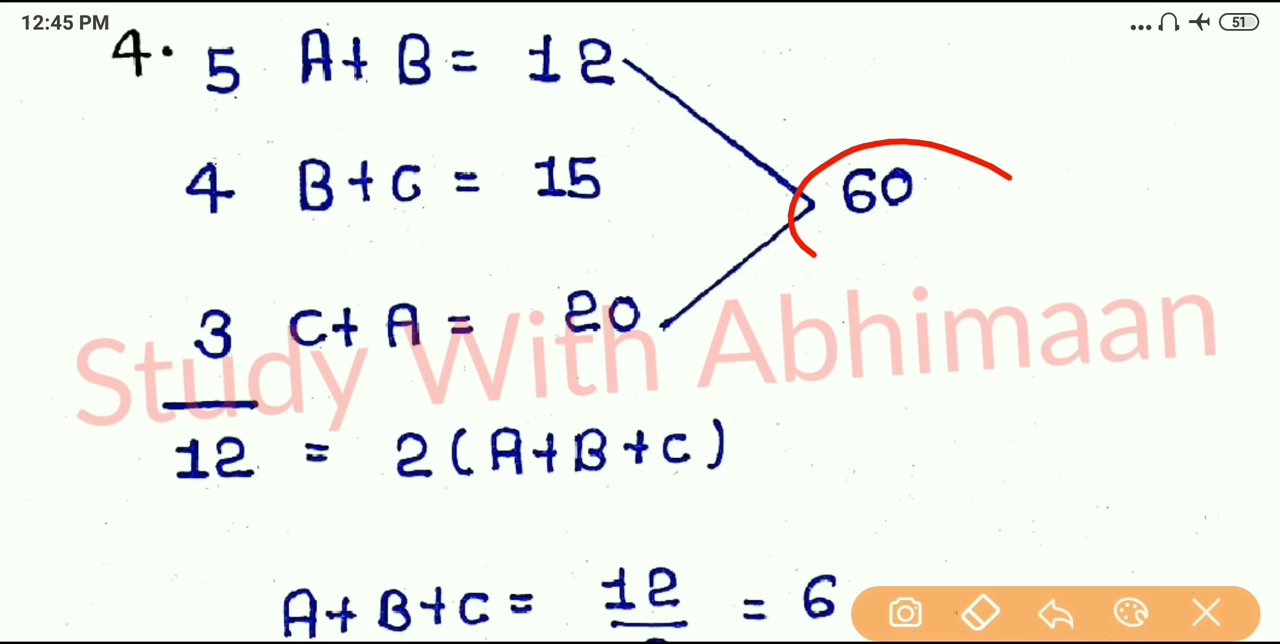 12:45 PM
... 51
4. 5 A+ B = 12
4 B+C = 15
60
3 C+ A = 20
Study With Abhimaan
12 = 2(A+B+C)
A+B+C = 12 = 6